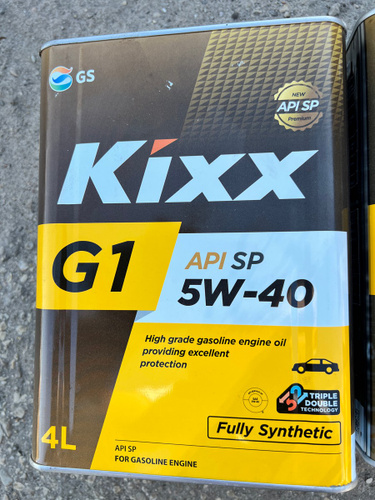 GS
NEW
API SP
Premium
Kixx
G1
API SP
5W-40
High grade gasoline engine oil
providing excellent
protection
TRIPLE
DOUBLE
TECHNOLOGY
4L
Fully Synthetic
API SP
FOR GASOLINE ENGINE